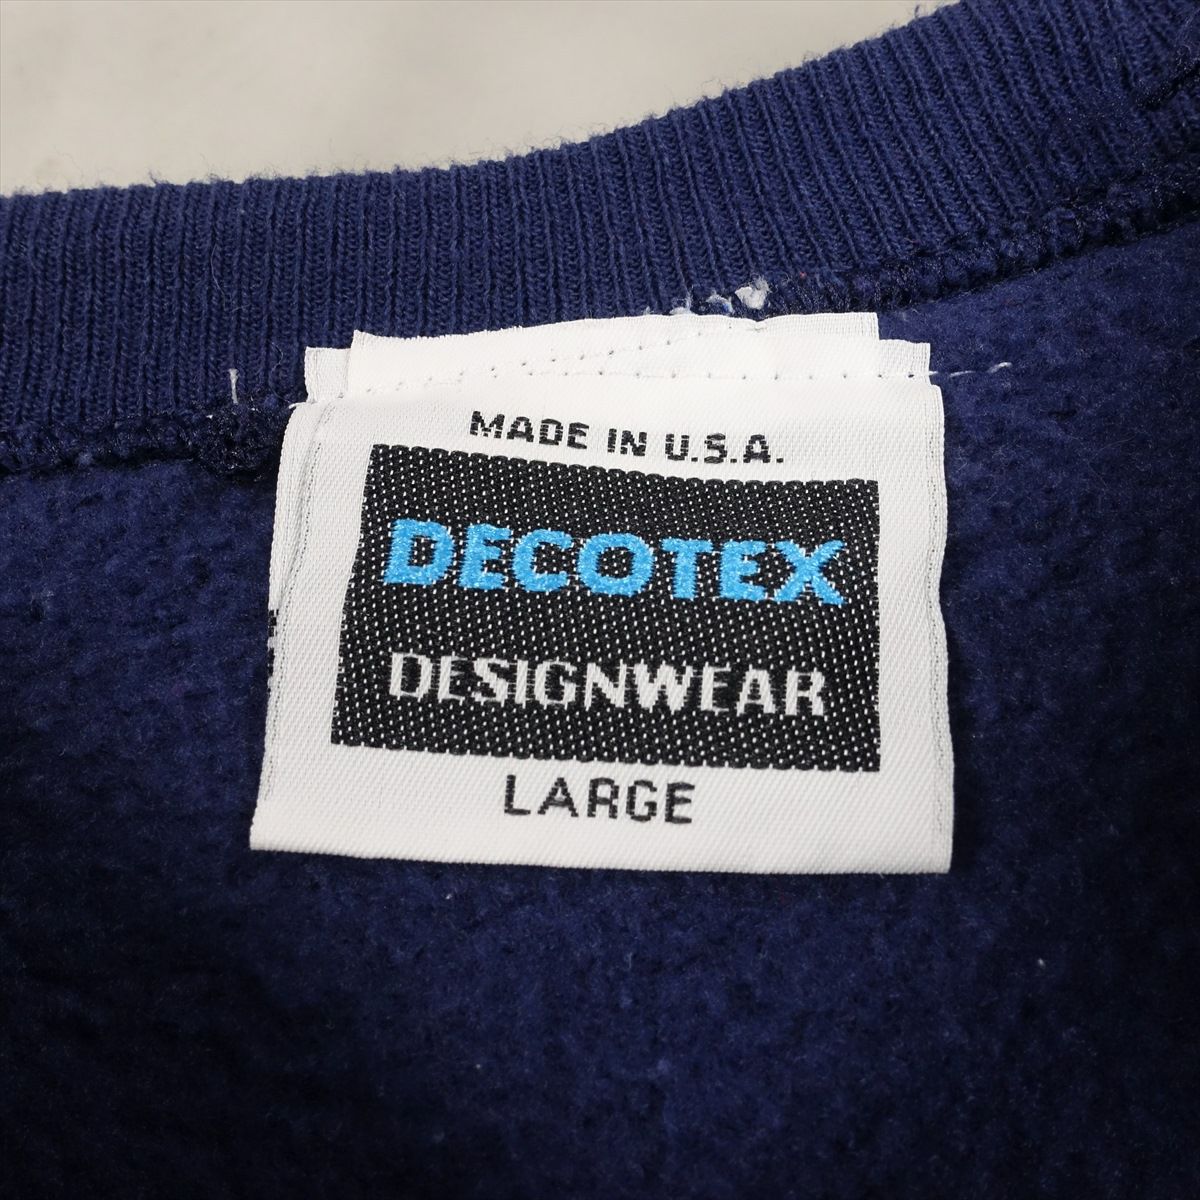 MADE IN U.S.A.
DECOTEX
DESIGNWEAR
LARGE